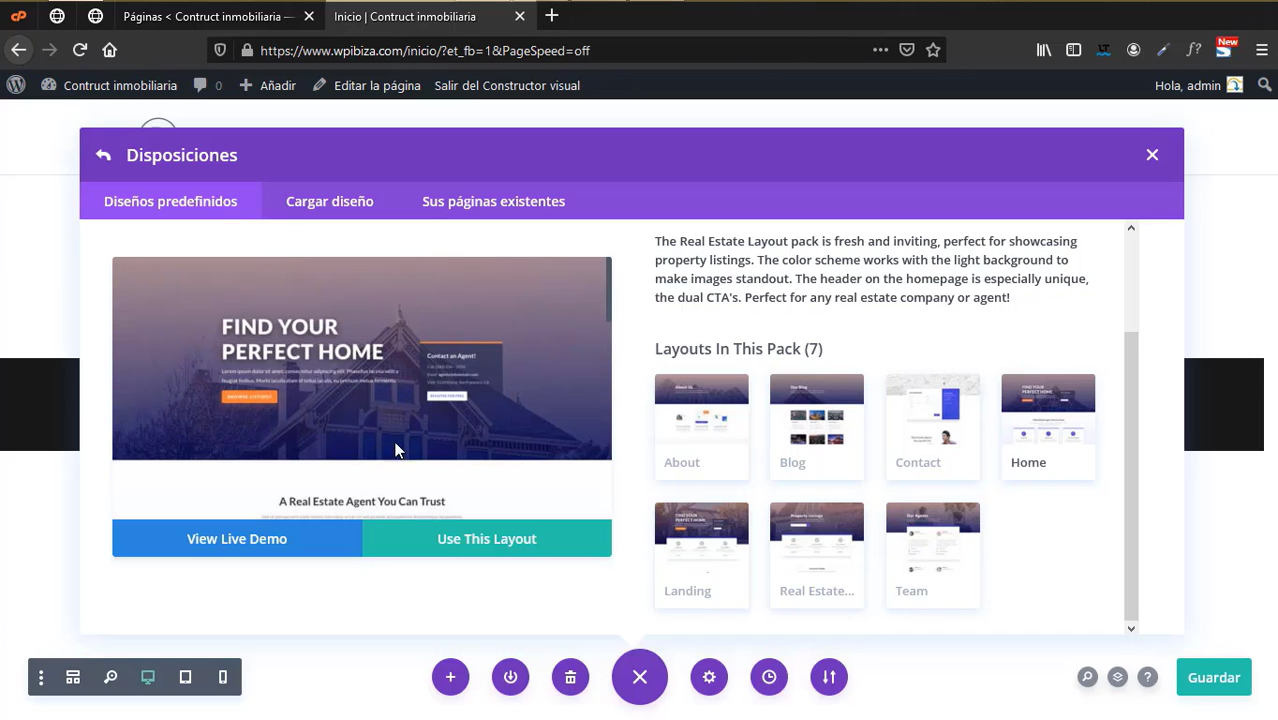 Páginas < Contruct inmobiliaria —
Inicio | Contruct inmobiliaria
https://www.wpibiza.com/inicio/?et_fb=1&PageSpeed=off
New
Contruct inmobiliaria
0
Añadir
Editar la página
Salir del Constructor visual
Hola, admin
Disposiciones
Diseños predefinidos
Cargar diseño
Sus páginas existentes
The Real Estate Layout pack is fresh and inviting, perfect for showcasing
property listings. The color scheme works with the light background to
make images standout. The header on the homepage is especially unique,
the dual CTA's. Perfect for any real estate company or agent!
FIND YOUR
PERFECT HOME
Contact an Agent!
BROWSE LISTINGS
REGISTER FOR FREE
A Real Estate Agent You Can Trust
View Live Demo
Use This Layout
Layouts In This Pack (7)
About
Blog
Contact
Home
Landing
Real Estate...
Team
Guardar